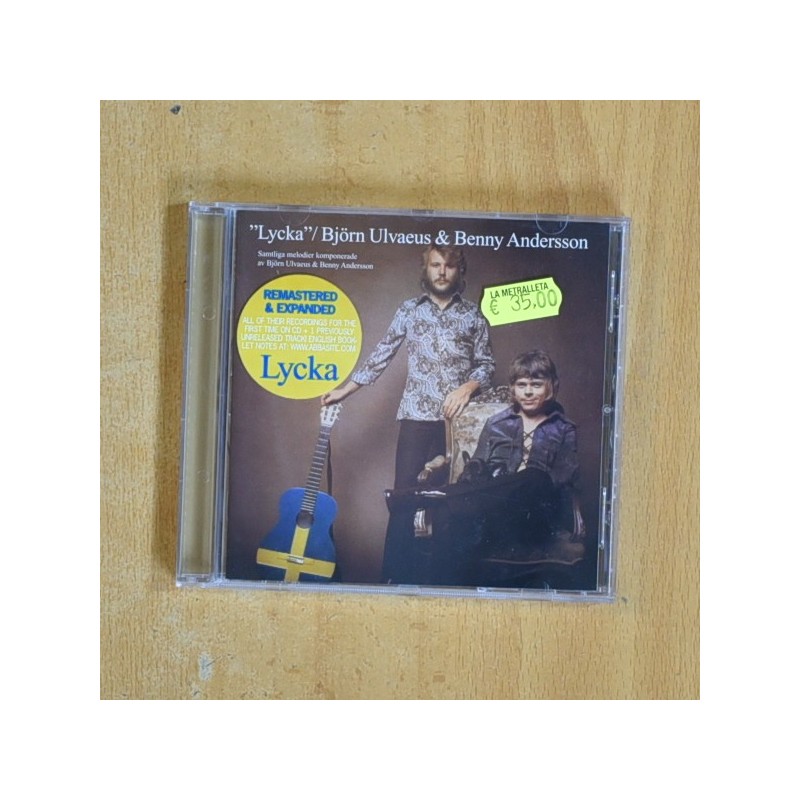 ”Lycka”/ Björn Ulvaeus & Benny Andersson
Samtliga melodier komponerade
av Björn Ulvaeus & Benny Andersson
REMASTERED
& EXPANDED
ALL OF THEIR RECORDINGS FOR THE
FIRST TIME ON CD + 1 PREVIOUSLY
UNRELEASED TRACK! ENGLISH BOOK-
LET NOTES AT: WWW.ABBASITE.COM
Lycka
LA METRALLETA
€ 35,00